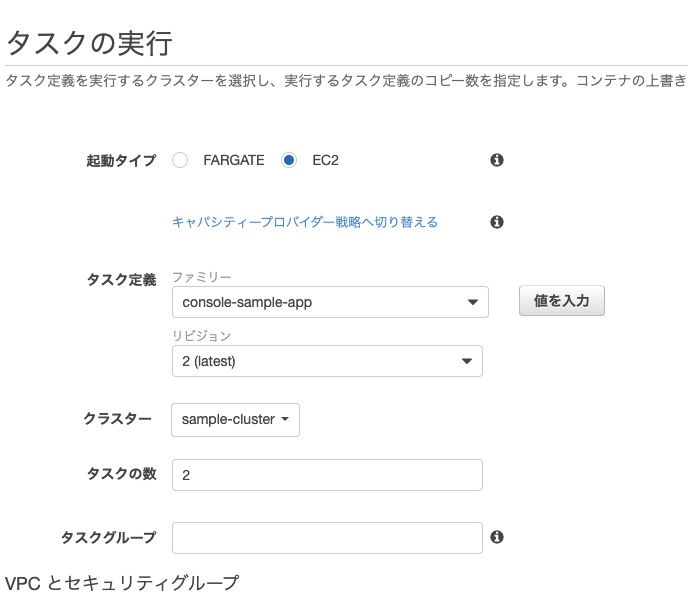 タスクの実行
タスク定義を実行するクラスターを選択し、実行するタスク定義のコピー数を指定します。コンテナの上書き
起動タイプ FARGATE EC2
キャパシティープロバイダー戦略へ切り替える
タスク定義 ファミリー
console-sample-app 値を入力
リビジョン
2 (latest)
クラスター sample-cluster
タスクの数 2
タスクグループ
VPC とセキュリティグループ